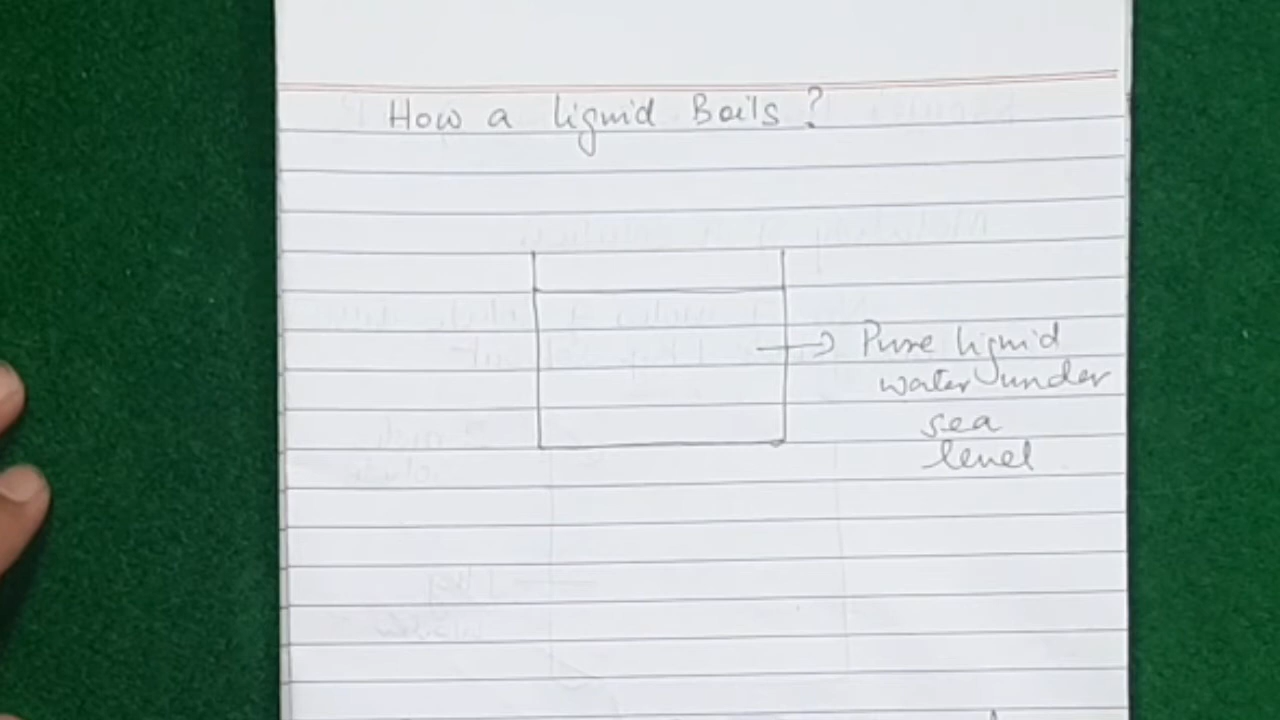 How a liquid Boils ?
Pure liquid
water under
sea
level